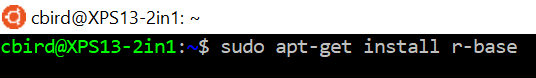 cbird@XPS13-2in1: ~
cbird@XPS13-2in1:~$ sudo apt-get install r-base